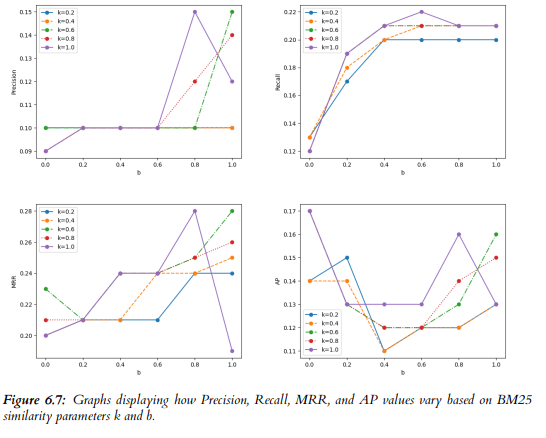 0.15
0.14
0.13
0.12
0.11
0.10
0.09
Precision
k=0.2
k=0.4
k=0.6
k=0.8
k=1.0
0.0 0.2 0.4 0.6 0.8 1.0
b
0.22
0.20
0.18
0.16
0.14
0.12
Recall
k=0.2
k=0.4
k=0.6
k=0.8
k=1.0
0.0 0.2 0.4 0.6 0.8 1.0
b
0.28
0.26
0.24
0.22
0.20
MRR
k=0.2
k=0.4
k=0.6
k=0.8
k=1.0
0.0 0.2 0.4 0.6 0.8 1.0
b
0.17
0.16
0.15
0.14
0.13
0.12
0.11
AP
k=0.2
k=0.4
k=0.6
k=0.8
k=1.0
0.0 0.2 0.4 0.6 0.8 1.0
b
Figure 6.7: Graphs displaying how Precision, Recall, MRR, and AP values vary based on BM25
similarity parameters k and b.